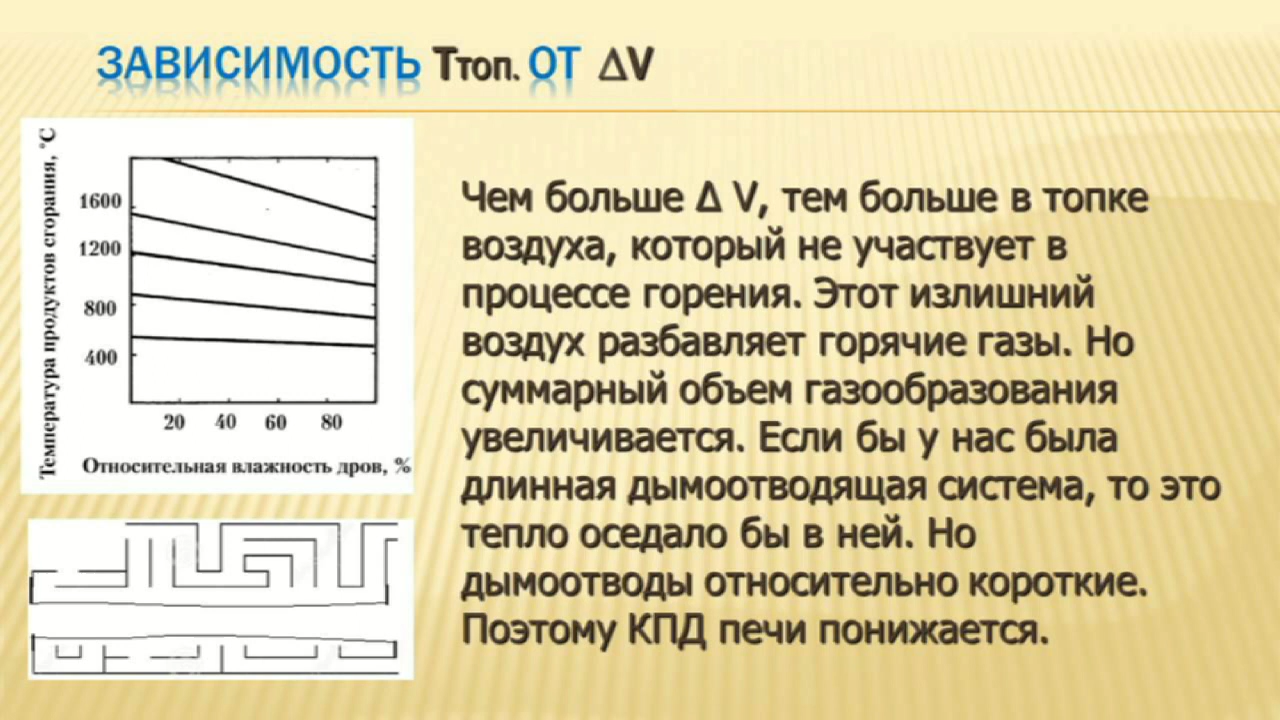 ЗАВИСИМОСТЬ Ттоп. ОТ ΔV
Температура продуктов сгорания, °С
1600
1200
800
400
20 40 60 80
Относительная влажность дров, %
Чем больше Δ V, тем больше в топке
воздуха, который не участвует в
процессе горения. Этот излишний
воздух разбавляет горячие газы. Но
суммарный объем газообразования
увеличивается. Если бы у нас была
длинная дымоотводящая система, то это
тепло оседало бы в ней. Но
дымоотводы относительно короткие.
Поэтому КПД печи понижается.